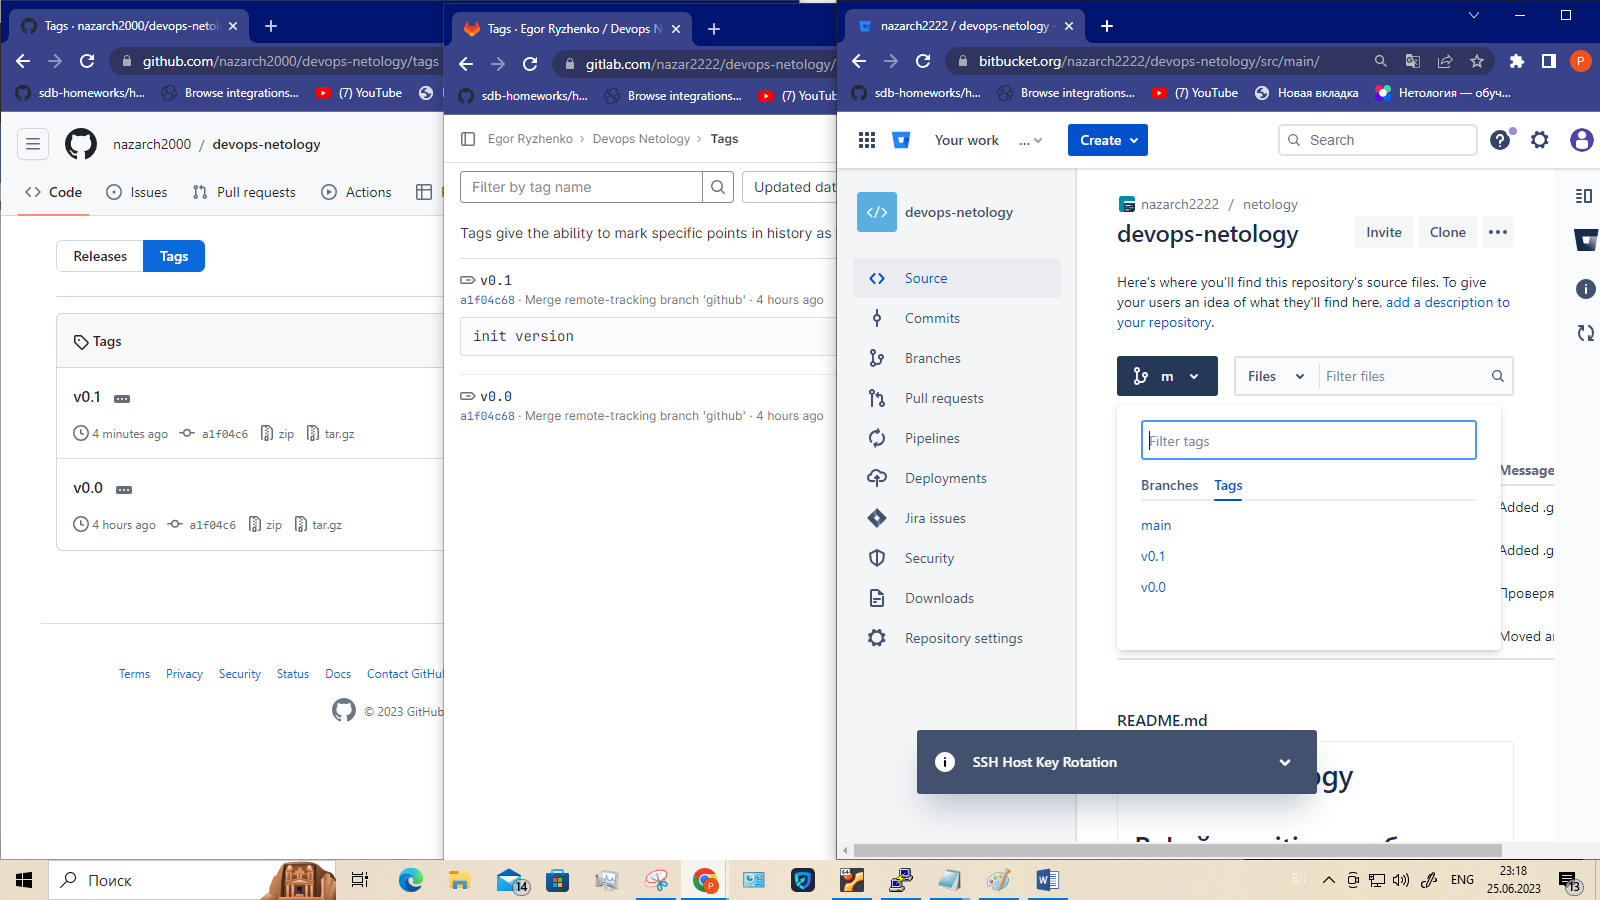 Tags · nazarch2000/devops-netol
github.com/nazarch2000/devops-netology/tags
sdb-homeworks/h...
Browse integrations...
(7) YouTube
nazarch2000 / devops-netology
Code
Issues
Pull requests
Actions
Releases
Tags
Tags
v0.1
4 minutes ago
a1f04c6
zip
tar.gz
v0.0
4 hours ago
a1f04c6
zip
tar.gz
Terms
Privacy
Security
Status
Docs
Contact GitHu
© 2023 GitHub
Tags · Egor Ryzhenko / Devops N
gitlab.com/nazar2222/devops-netology/
sdb-homeworks/h...
Browse integrations...
(7) YouTub
Egor Ryzhenko › Devops Netology › Tags
Filter by tag name
Updated dat
Tags give the ability to mark specific points in history as
v0.1
a1f04c68 · Merge remote-tracking branch 'github' · 4 hours ago
init version
v0.0
a1f04c68 · Merge remote-tracking branch 'github' · 4 hours ago
nazarch2222 / devops-netology -
bitbucket.org/nazarch2222/devops-netology/src/main/
P
sdb-homeworks/h...
Browse integrations...
(7) YouTube
Новая вкладка
Нетология — обуч...
Your work
...
Create
Search
devops-netology
Source
Commits
Branches
Pull requests
Pipelines
Deployments
Jira issues
Security
Downloads
Repository settings
nazarch2222 / netology
devops-netology
Invite
Clone
Here's where you'll find this repository's source files. To give
your users an idea of what they'll find here, add a description to
your repository.
m
Files
Filter files
Filter tags
Branches
Tags
main
v0.1
v0.0
Message
Added .g
Added .g
Проверя
Moved a
README.md
SSH Host Key Rotation
ogy
Поиск
14
ENG
23:18
25.06.2023
13